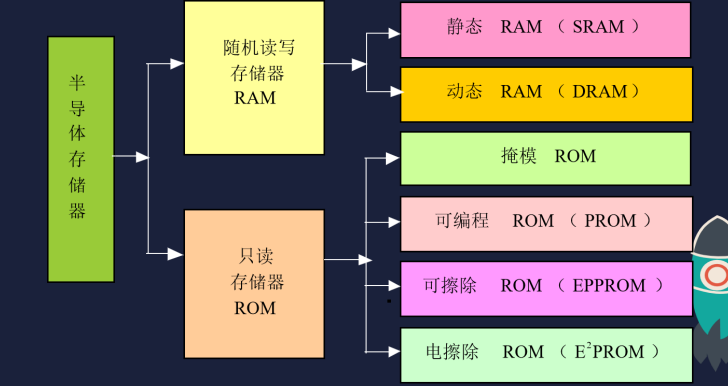 半导体存储器
随机读写
存储器
RAM
静态 RAM （ SRAM ）
动态 RAM （ DRAM）
只读
存储器
ROM
掩模 ROM
可编程 ROM （ PROM ）
可擦除 ROM （ EPPROM ）
电擦除 ROM （ E²PROM ）